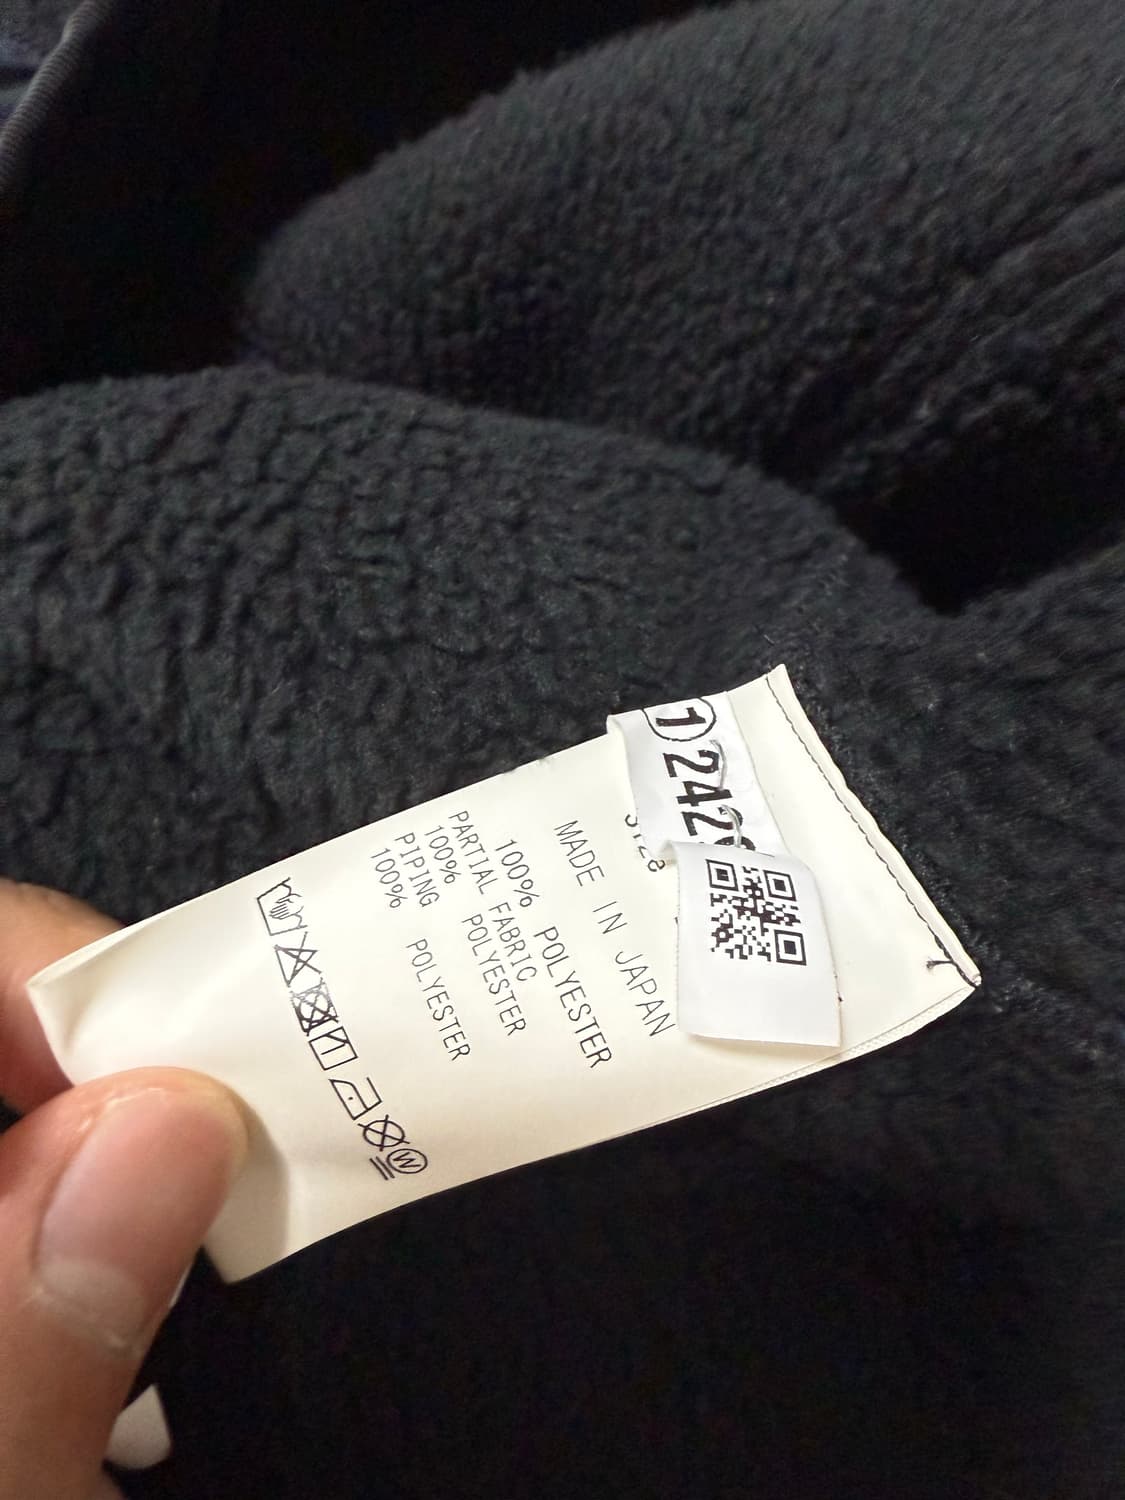 MADE IN JAPAN
100% POLYESTER
PARTIAL FABRIC
100% POLYESTER
PIPING
100% POLYESTER
W